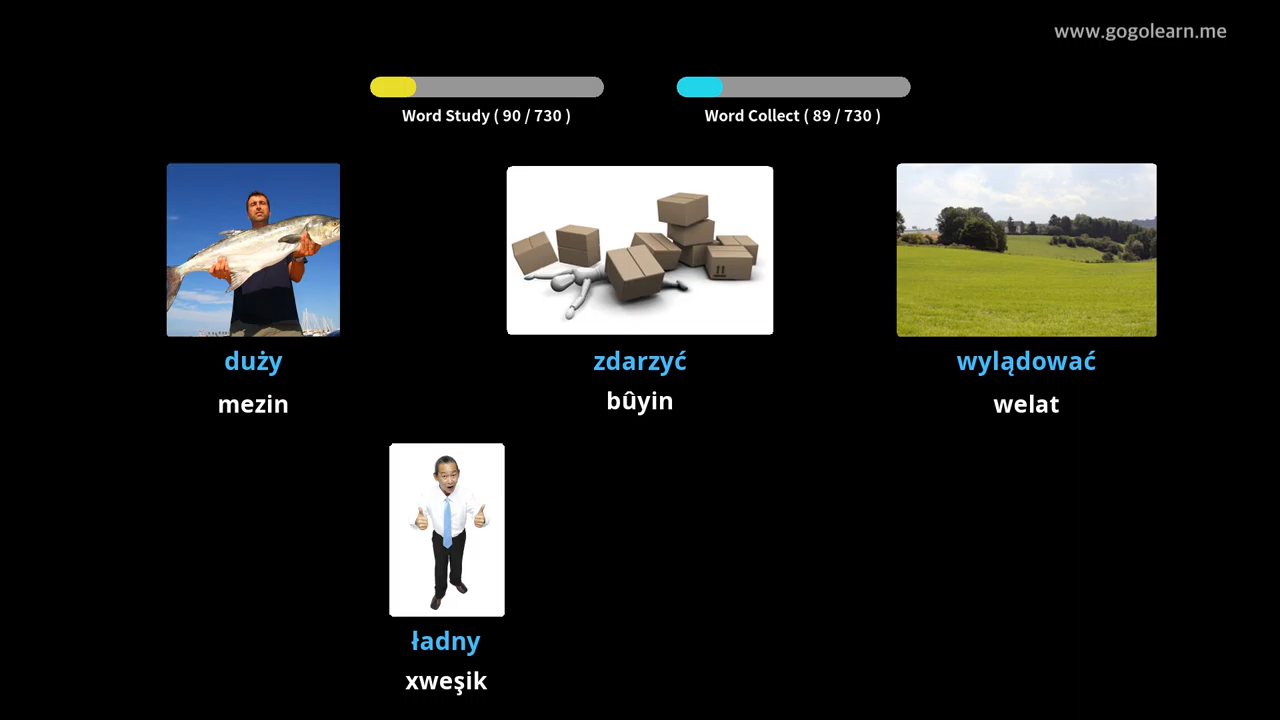 www.gogolearn.me
Word Study ( 90 / 730 )
Word Collect ( 89 / 730 )
duży
mezin
zdarzyć
bûyin
wylądować
welat
ładny
xweşik